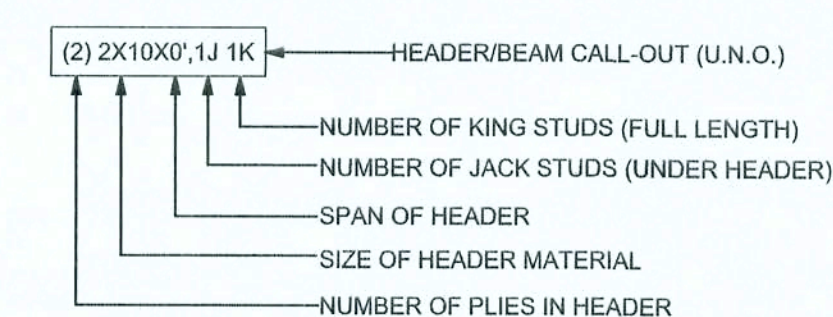 (2) 2X10X0',1J 1K
HEADER/BEAM CALL-OUT (U.N.O.)
NUMBER OF KING STUDS (FULL LENGTH)
NUMBER OF JACK STUDS (UNDER HEADER)
SPAN OF HEADER
SIZE OF HEADER MATERIAL
NUMBER OF PLIES IN HEADER